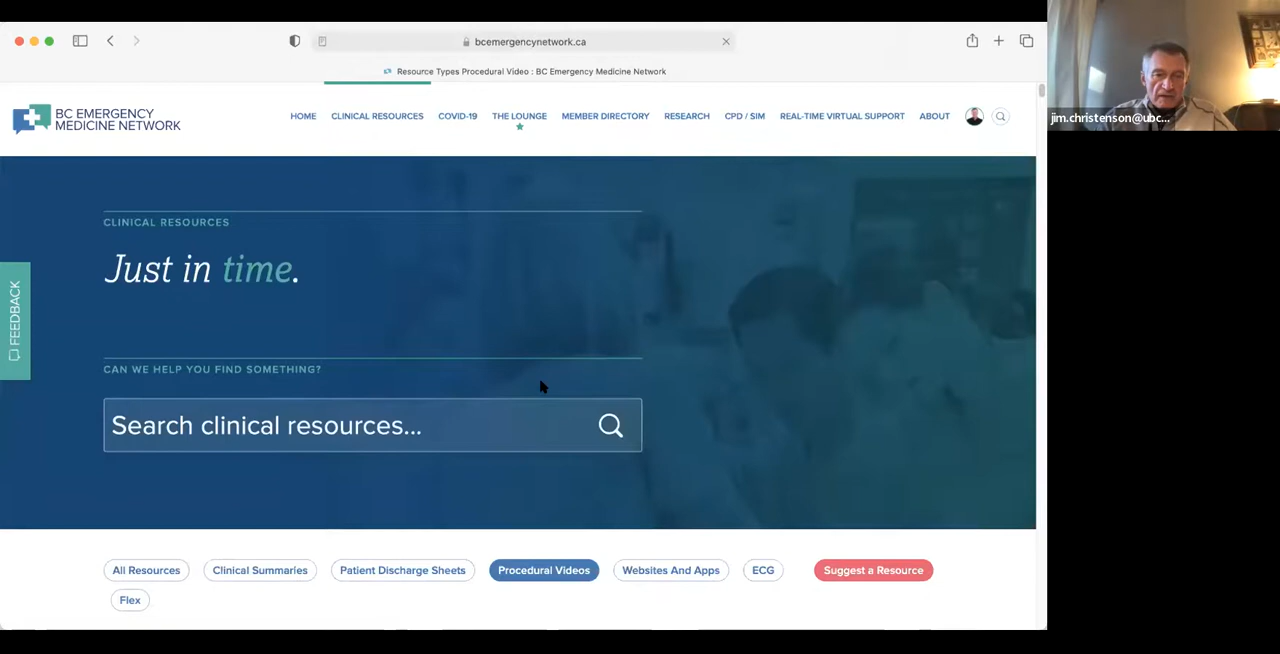 bcemergencynetwork.ca
Resource Types Procedural Video : BC Emergency Medicine Network
BC EMERGENCY
MEDICINE NETWORK
HOME CLINICAL RESOURCES COVID-19 THE LOUNGE MEMBER DIRECTORY RESEARCH CPD / SIM REAL-TIME VIRTUAL SUPPORT ABOUT
jim.christenson@ubc...
CLINICAL RESOURCES
Just in time.
FEEDBACK
CAN WE HELP YOU FIND SOMETHING?
Search clinical resources...
All Resources Clinical Summaries Patient Discharge Sheets Procedural Videos Websites And Apps ECG Suggest a Resource
Flex